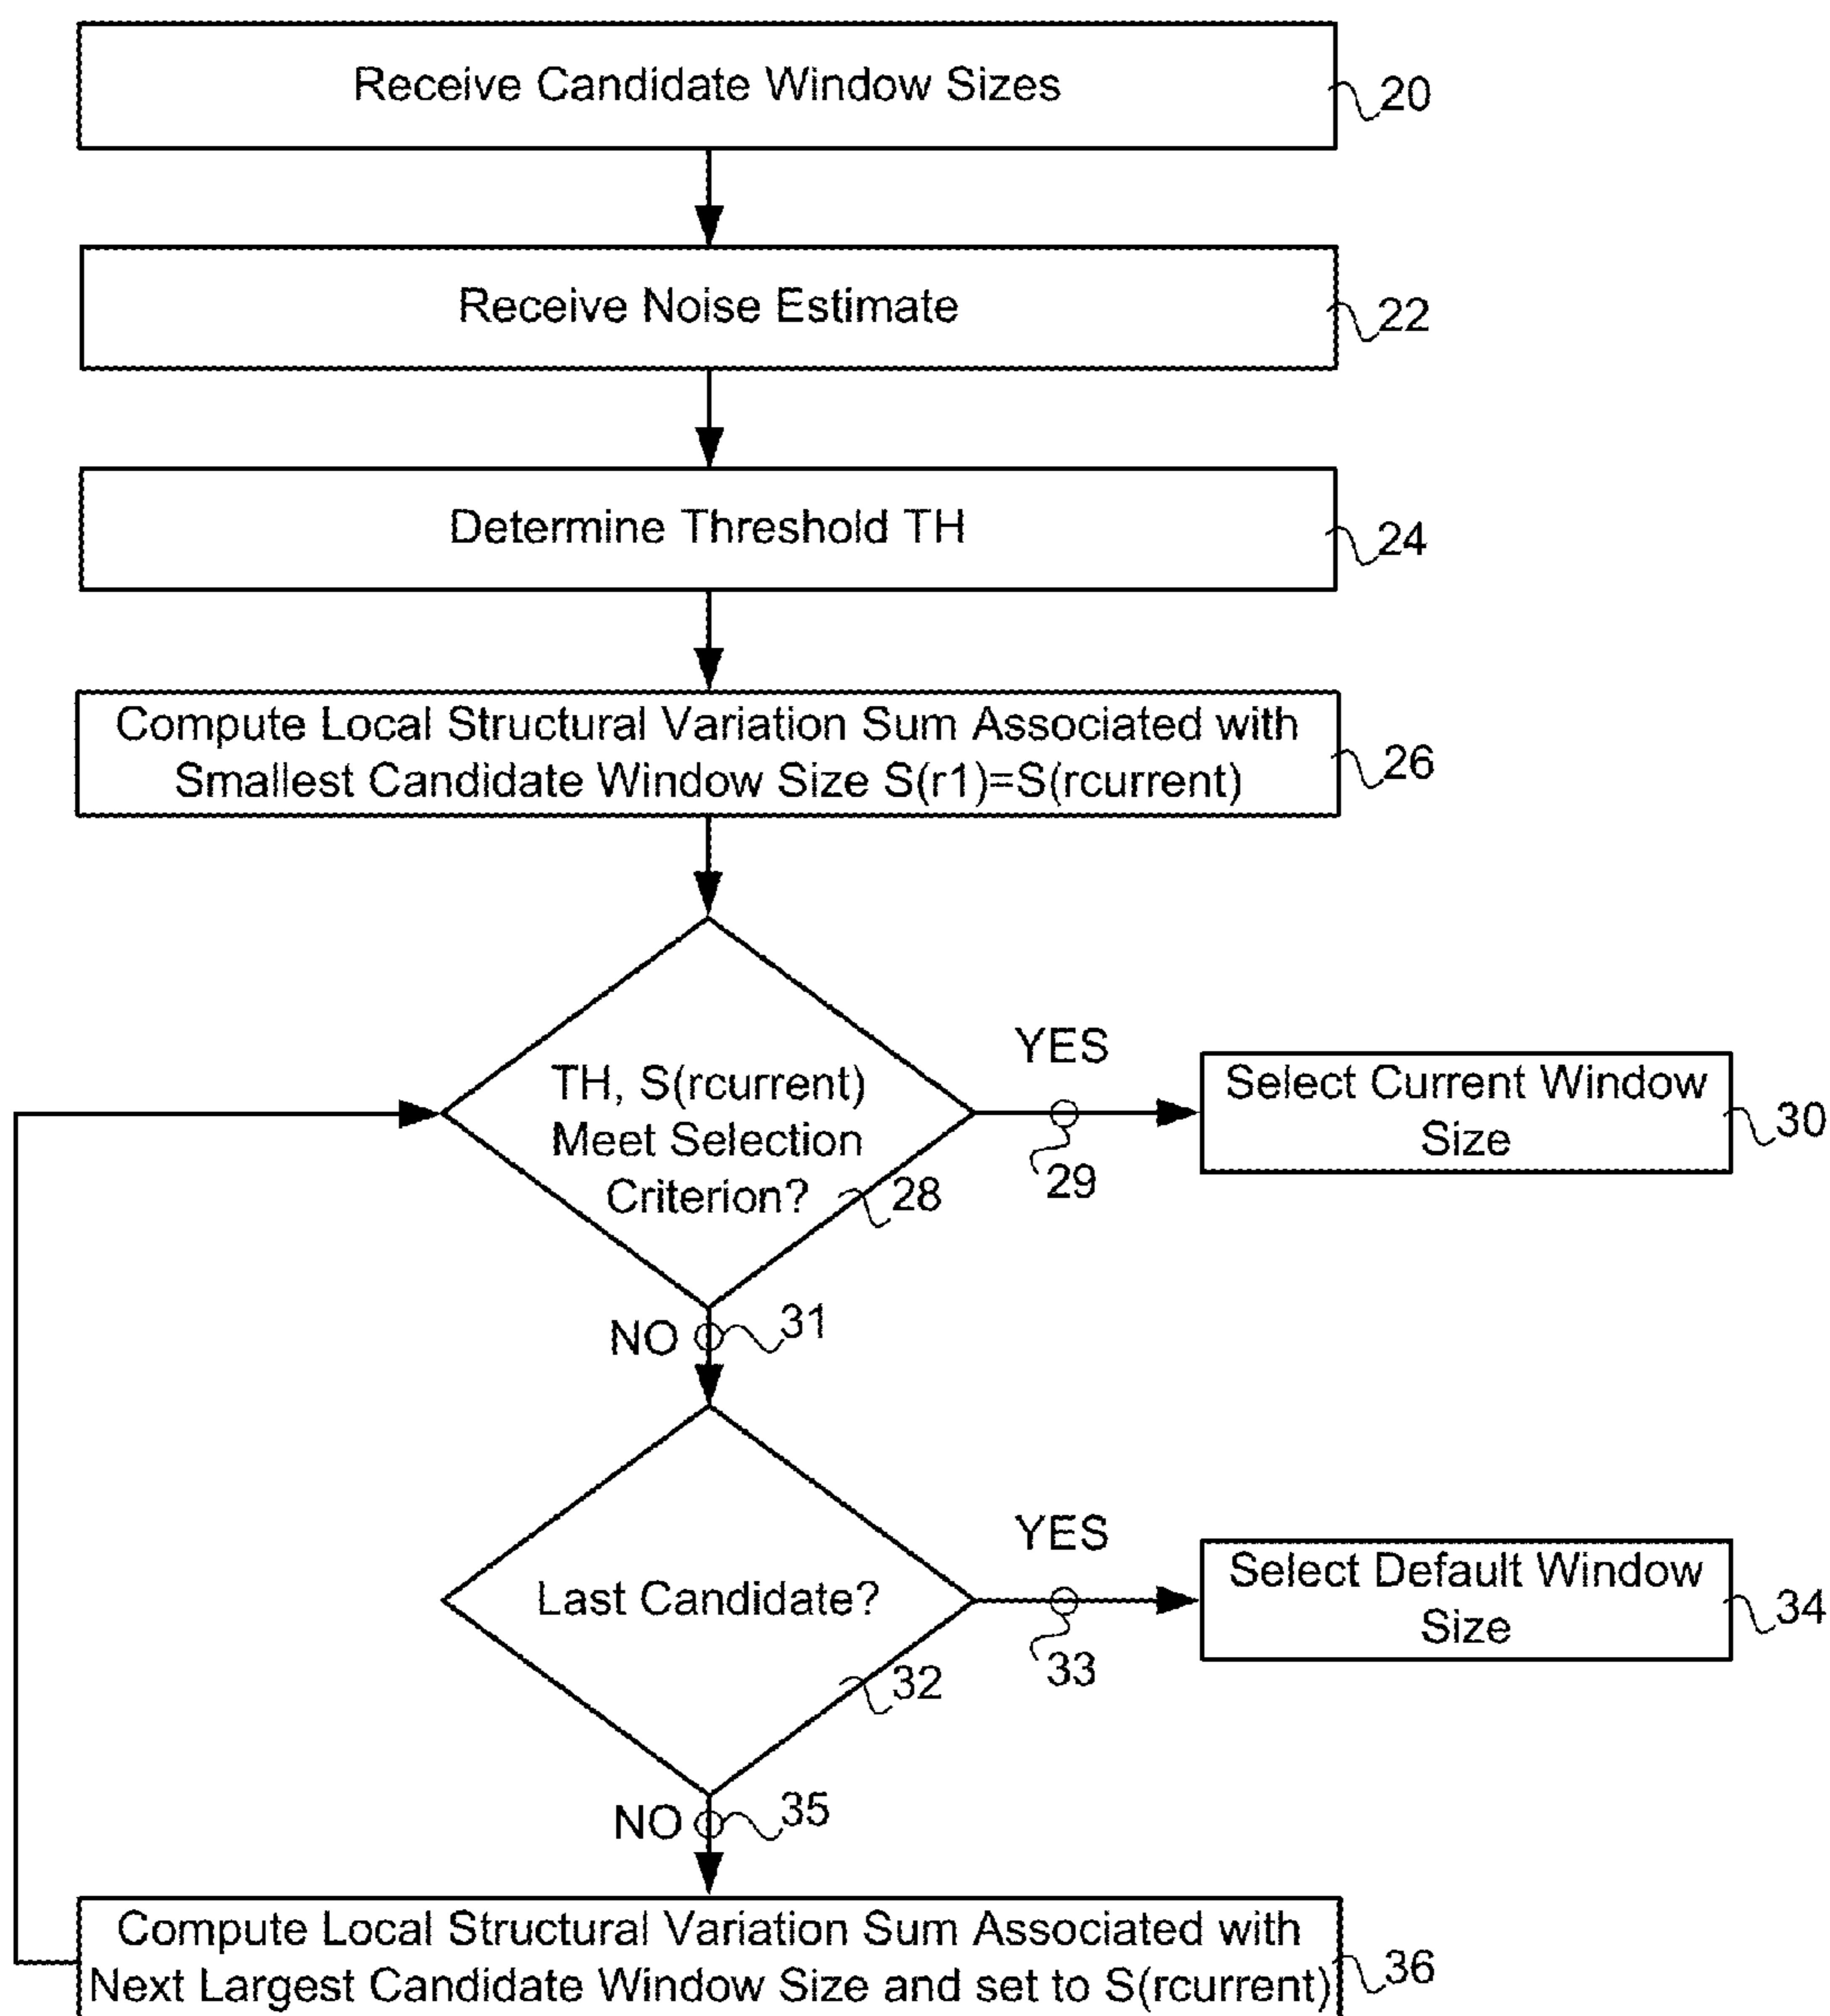 Receive Candidate Window Sizes
20
Receive Noise Estimate
22
Determine Threshold TH
24
Compute Local Structural Variation Sum Associated with
Smallest Candidate Window Size S(r1)=S(rcurrent)
26
TH, S(rcurrent)
Meet Selection
Criterion?
28
YES
29
Select Current Window
Size
30
NO
31
Last Candidate?
32
YES
33
Select Default Window
Size
34
NO
35
Compute Local Structural Variation Sum Associated with
Next Largest Candidate Window Size and set to S(rcurrent)
36